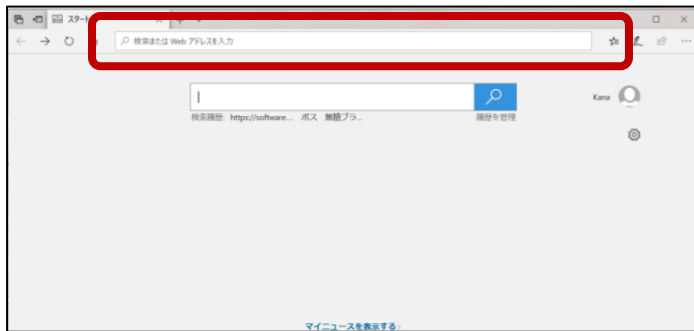 スタート
検索または Web アドレスを入力
Kana
検索履歴: https://software... ボス 無糖ブラ... 履歴を管理
マイニュースを表示する